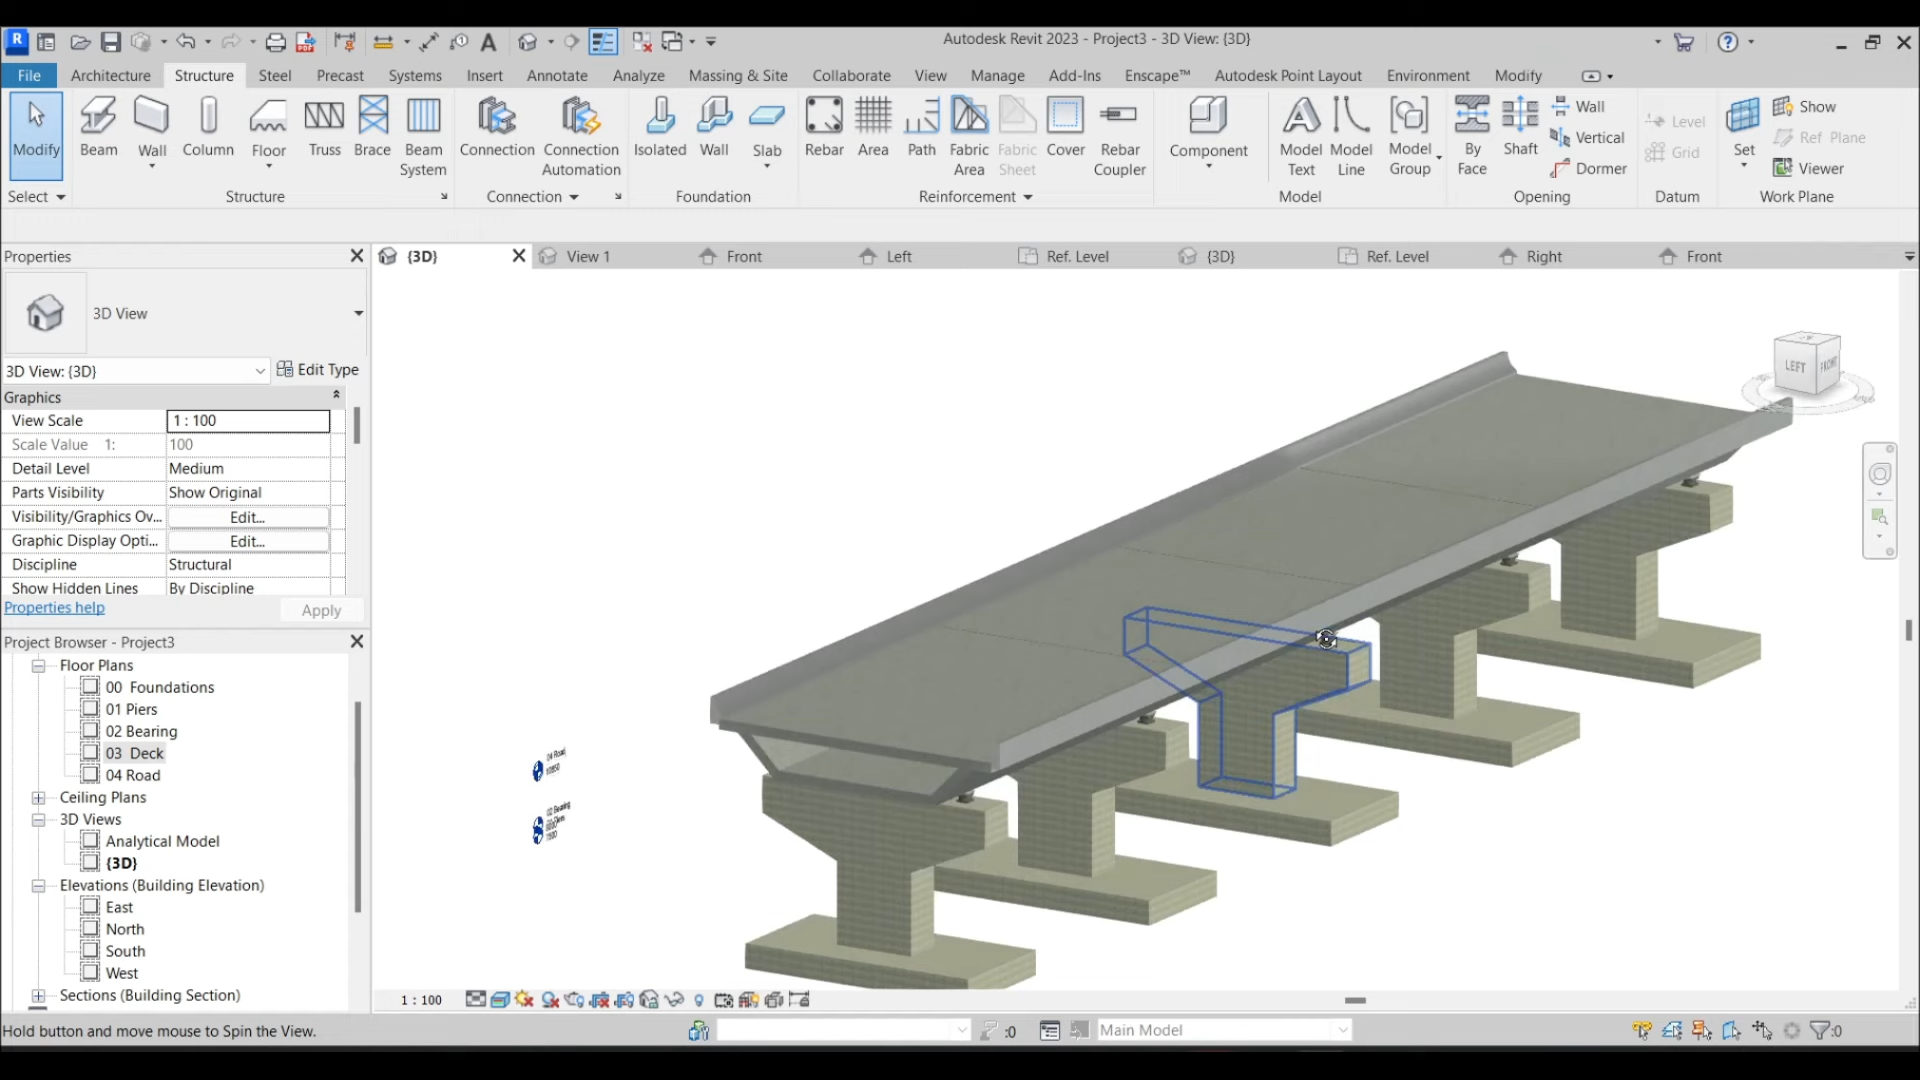 Autodesk Revit 2023 - Project3 - 3D View: {3D}
File Architecture Structure Steel Precast Systems Insert Annotate Analyze Massing & Site Collaborate View Manage Add-Ins Enscape™ Autodesk Point Layout Environment Modify
Modify Beam Wall Column Floor Truss Brace Beam System Connection Connection Automation Isolated Wall Slab Rebar Area Path Fabric Area Fabric Sheet Cover Rebar Coupler Component Model Text Model Line Model Group By Face Shaft Wall Vertical Dormer Level Grid Set Show Ref Plane Viewer
Select Structure Connection Foundation Reinforcement Model Opening Datum Work Plane
Properties
{3D} View 1 Front Left Ref. Level {3D} Ref. Level Right Front
3D View
3D View: {3D} Edit Type
Graphics
View Scale 1 : 100
Scale Value 1: 100
Detail Level Medium
Parts Visibility Show Original
Visibility/Graphics Ov... Edit...
Graphic Display Opti... Edit...
Discipline Structural
Show Hidden Lines By Discipline
Properties help Apply
LEFT FRONT
Project Browser - Project3
Floor Plans
00 Foundations
01 Piers
02 Bearing
03 Deck
04 Road
Ceiling Plans
3D Views
Analytical Model
{3D}
Elevations (Building Elevation)
East
North
South
West
Sections (Building Section)
04 Road
02 Bearing
1 : 100
Hold button and move mouse to Spin the View. :0 Main Model :0